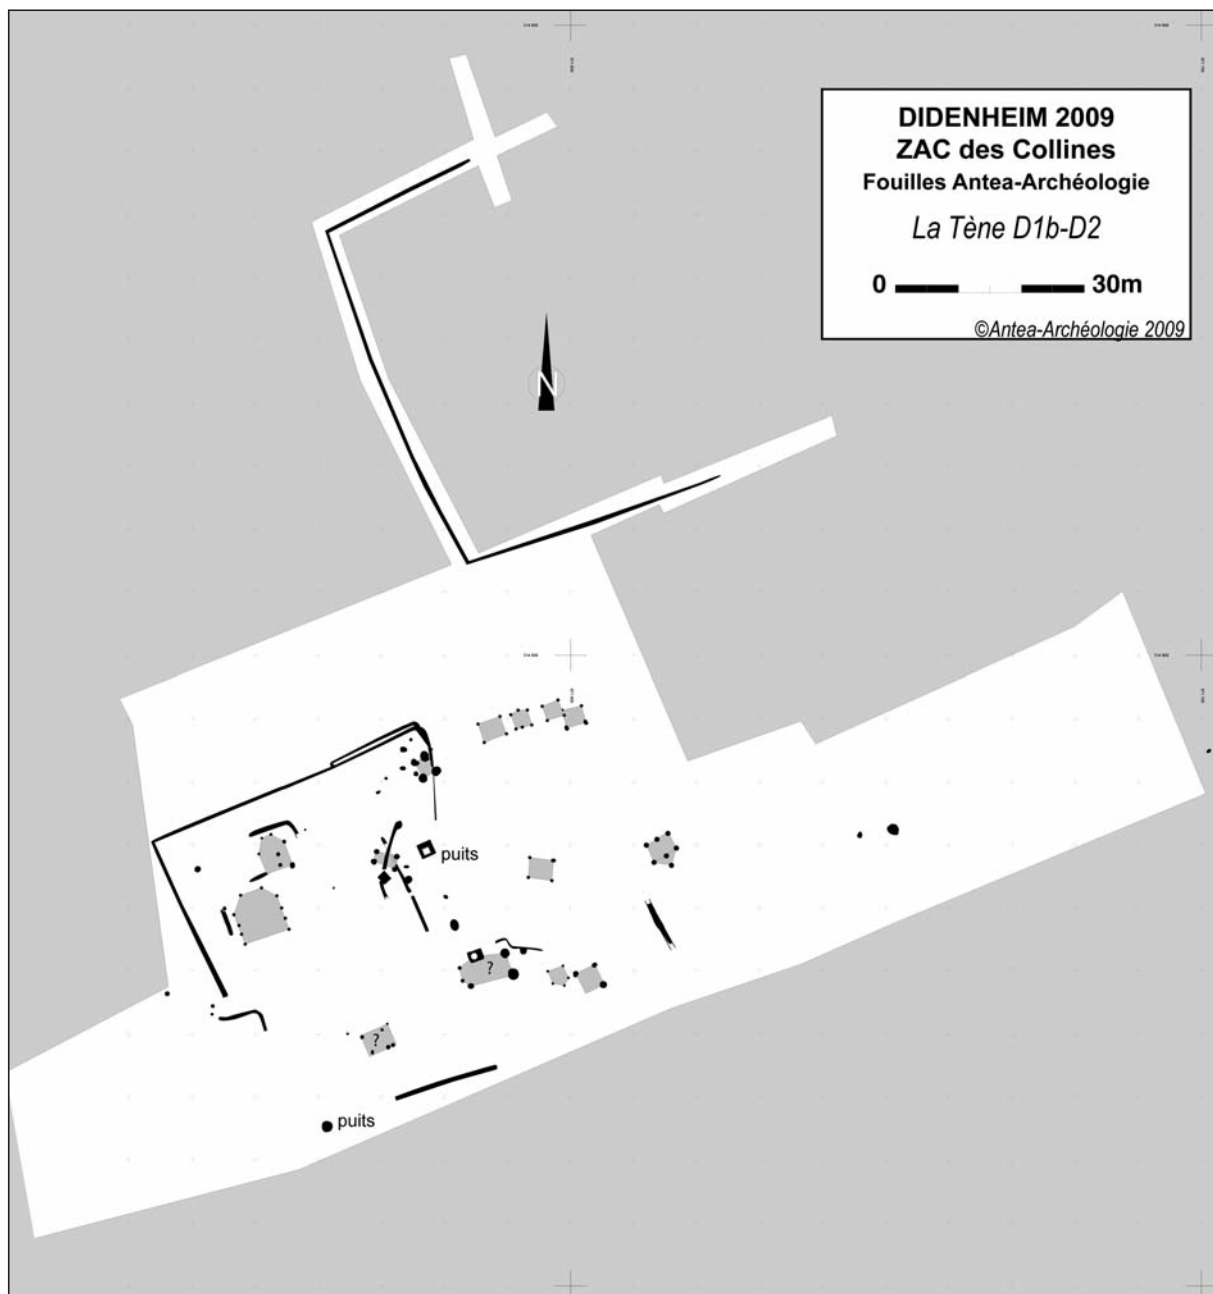 DIDENHEIM 2009
ZAC des Collines
Fouilles Antea-Archéologie
La Tène D1b-D2
0 30m
©Antea-Archéologie 2009
N
puits
?
?
puits